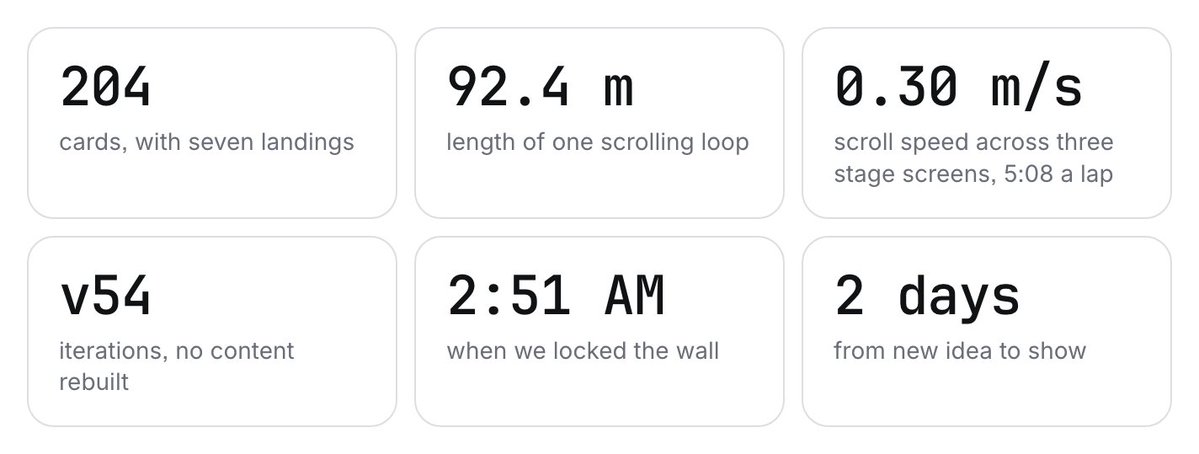 204
cards, with seven landings
92.4 m
length of one scrolling loop
0.30 m/s
scroll speed across three
stage screens, 5:08 a lap
v54
iterations, no content
rebuilt
2:51 AM
when we locked the wall
2 days
from new idea to show